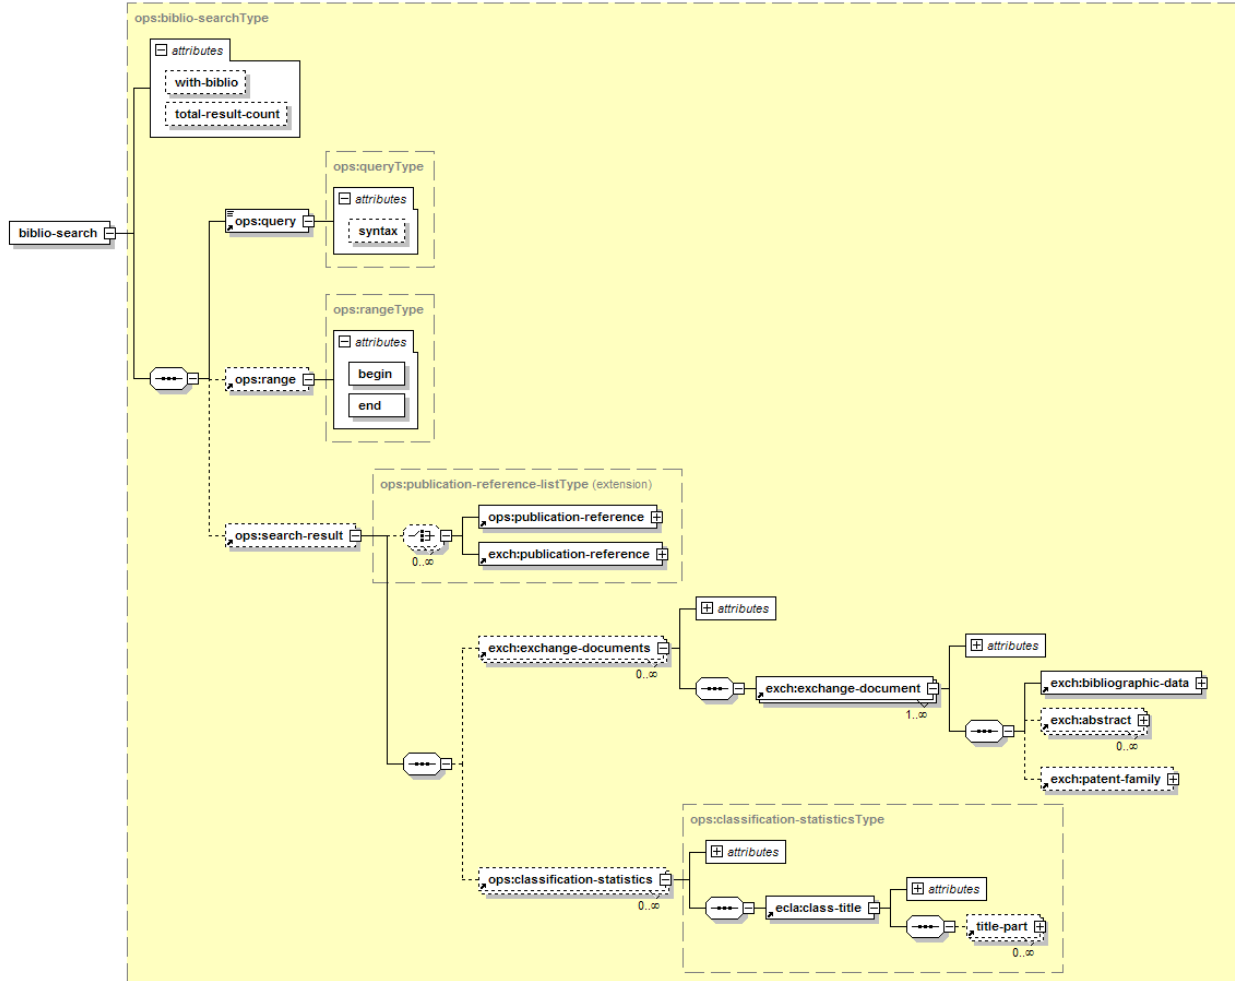 ops:biblio-searchType
attributes
with-biblio
total-result-count
ops:queryType
attributes
syntax
ops:query
biblio-search
ops:rangeType
attributes
begin
end
ops:range
ops:publication-reference-listType (extension)
ops:publication-reference
exch:publication-reference
0..∞
ops:search-result
attributes
exch:exchange-documents
0..∞
attributes
exch:exchange-document
1..∞
exch:bibliographic-data
exch:abstract
0..∞
exch:patent-family
ops:classification-statisticsType
attributes
ops:classification-statistics
0..∞
attributes
ecla:class-title
title-part
0..∞